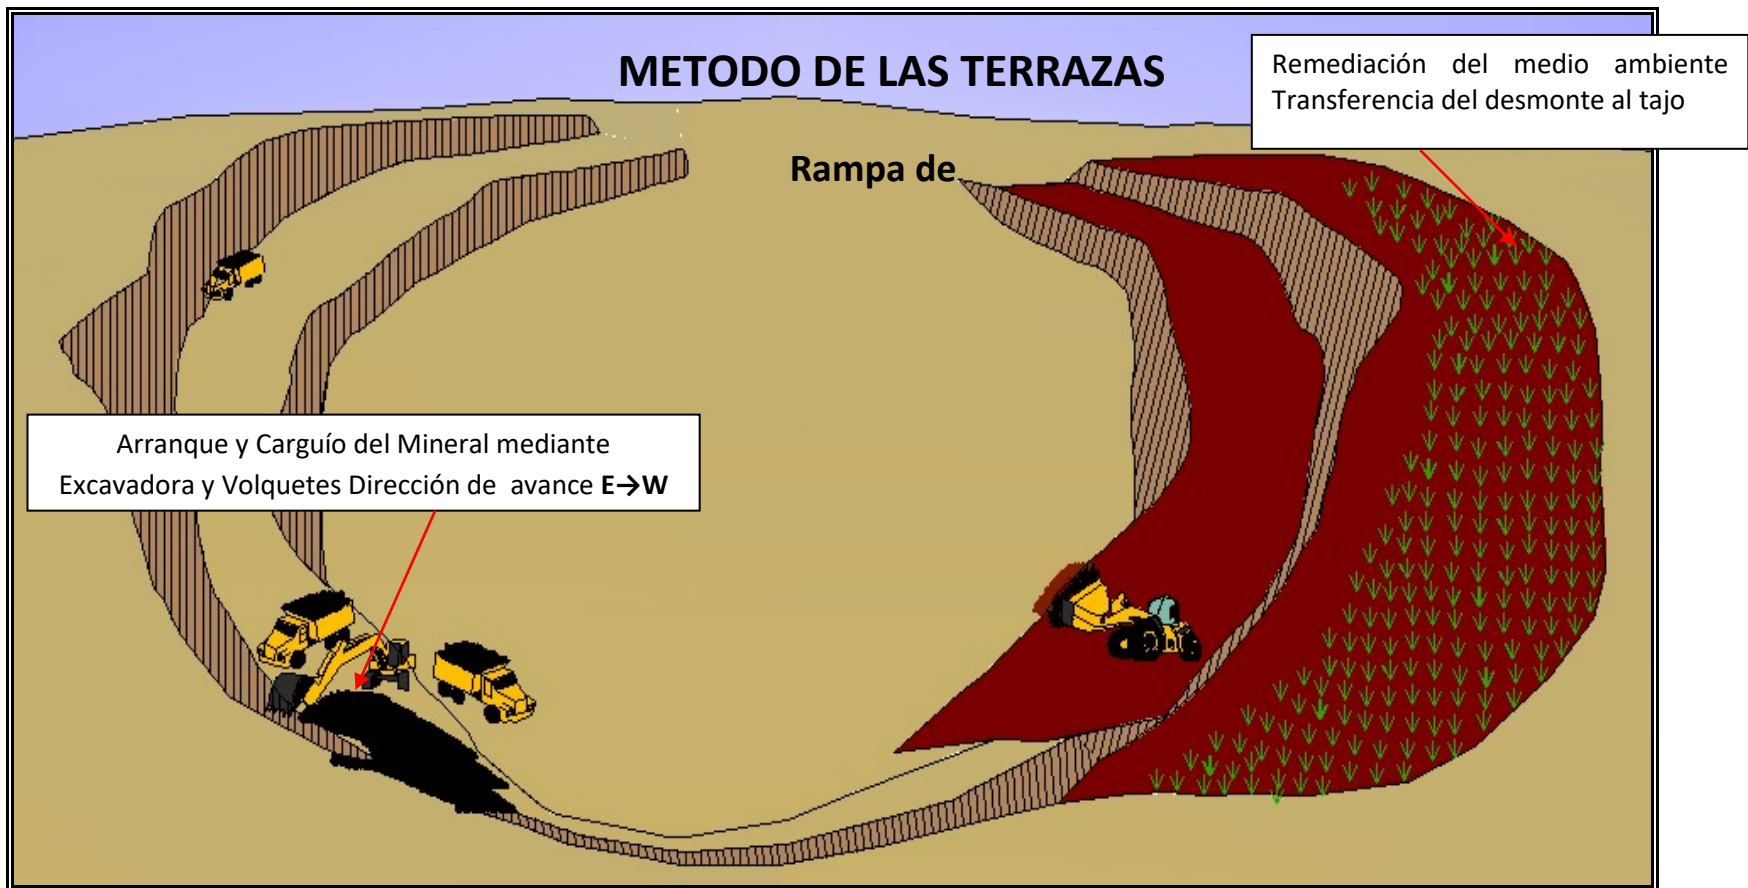 METODO DE LAS TERRAZAS
Remediación del medio ambiente
Transferencia del desmonte al tajo
Rampa de
Arranque y Carguío del Mineral mediante
Excavadora y Volquetes Dirección de avance E→W